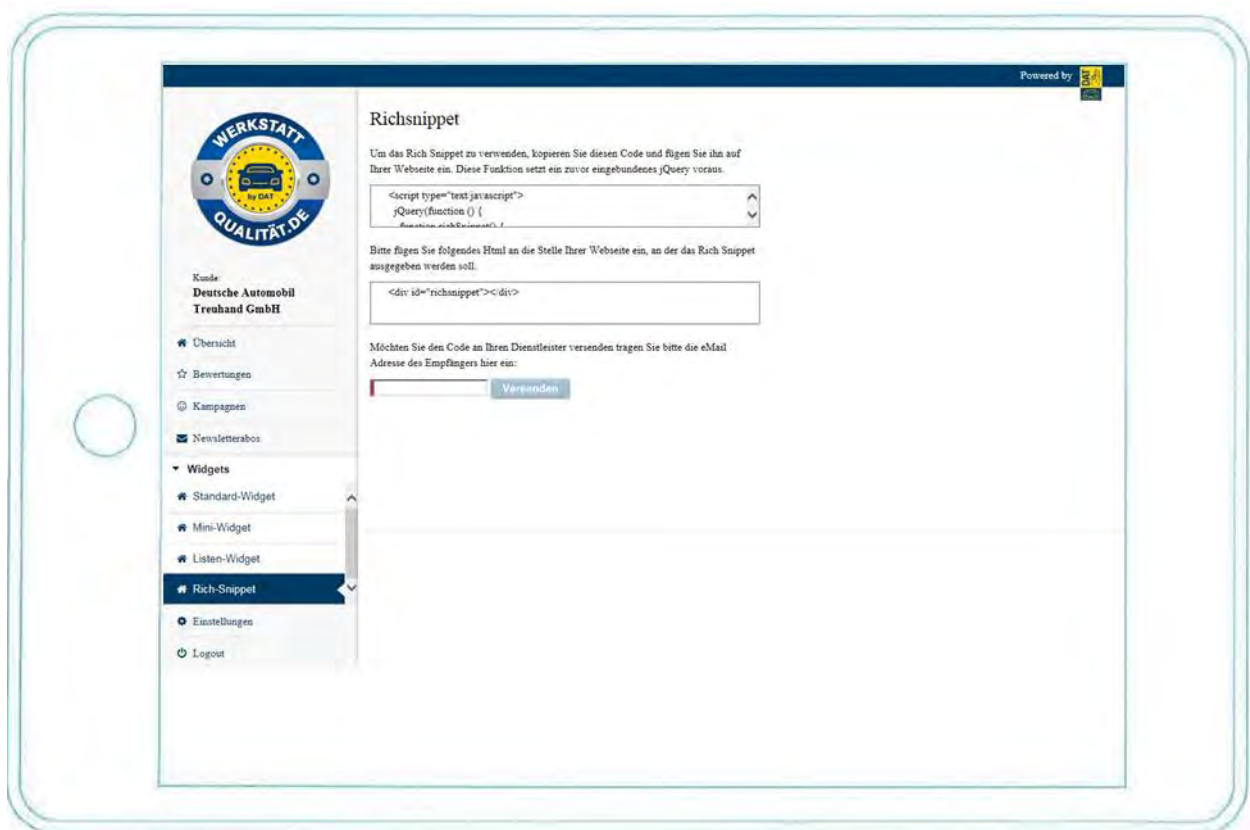 Powered by
DAT
WERKSTATT
by DAT
QUALITÄT.DE
Kunde:
Deutsche Automobil
Treuhand GmbH
Übersicht
Bewertungen
Kampagnen
Newsletterabos
Widgets
Standard-Widget
Mini-Widget
Listen-Widget
Rich-Snippet
Einstellungen
Logout
Richsnippet
Um das Rich Snippet zu verwenden, kopieren Sie diesen Code und fügen Sie ihn auf
Ihrer Webseite ein. Diese Funktion setzt ein zuvor eingebundenes jQuery voraus.
<script type="text/javascript">
jQuery(function () {
function richSnippet() {
Bitte fügen Sie folgendes Html an die Stelle Ihrer Webseite ein, an der das Rich Snippet
ausgegeben werden soll.
<div id="richsnippet"></div>
Möchten Sie den Code an Ihren Dienstleister versenden tragen Sie bitte die eMail
Adresse des Empfängers hier ein:
Versenden